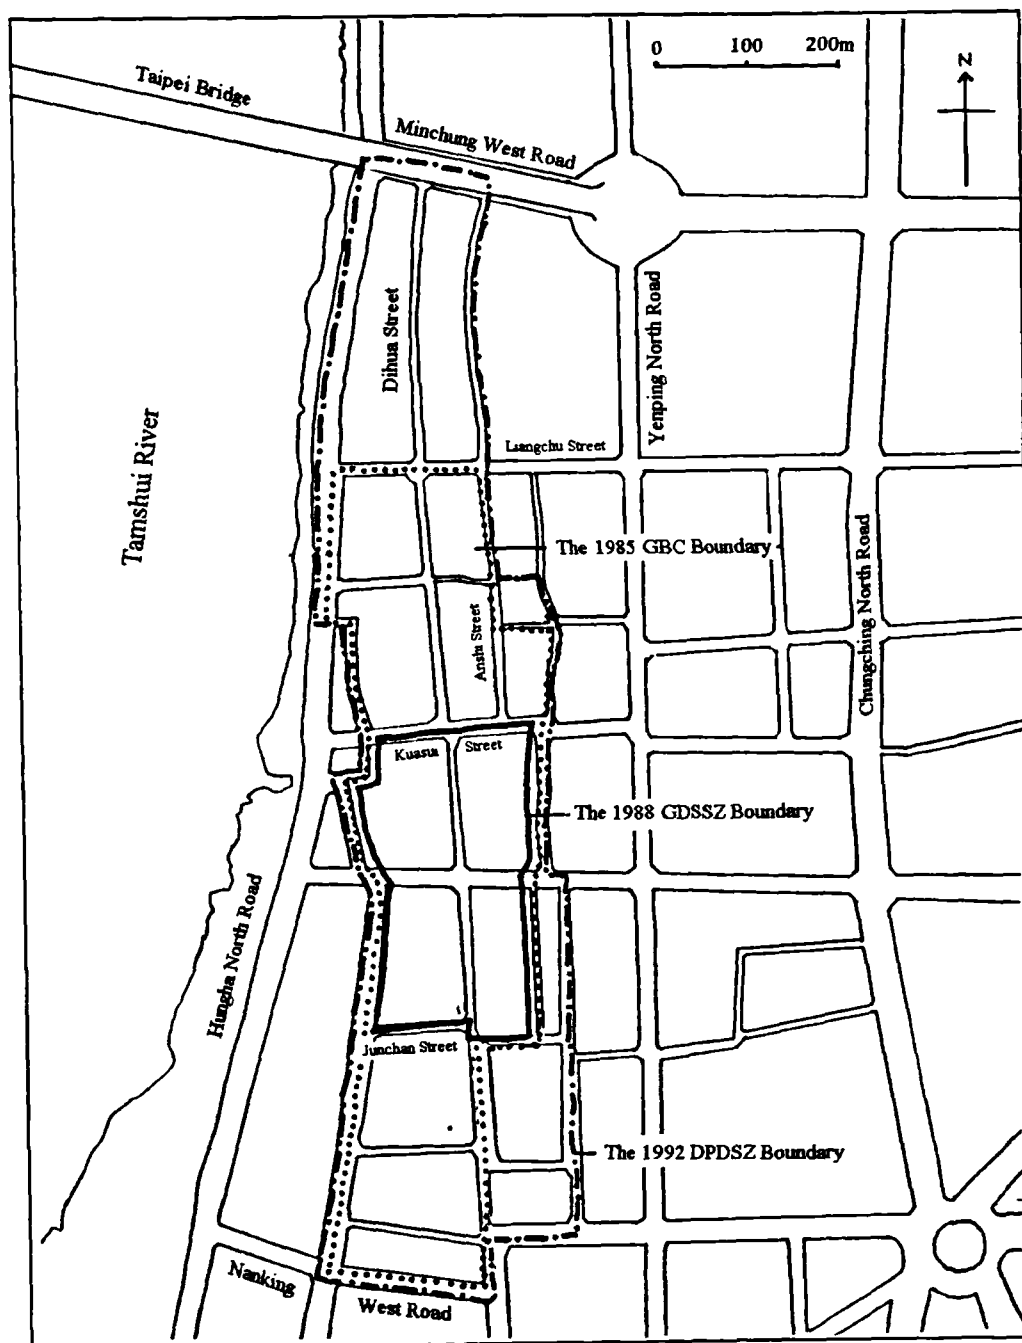 0 100 200m
N
Taipei Bridge
Minchung West Road
Dihua Street
Yenping North Road
Liangchu Street
Tamshui River
The 1985 GBC Boundary
Chungching North Road
Anshi Street
Kuasui Street
The 1988 GDSSZ Boundary
Hungha North Road
Junchan Street
The 1992 DPDSZ Boundary
Nanking
West Road